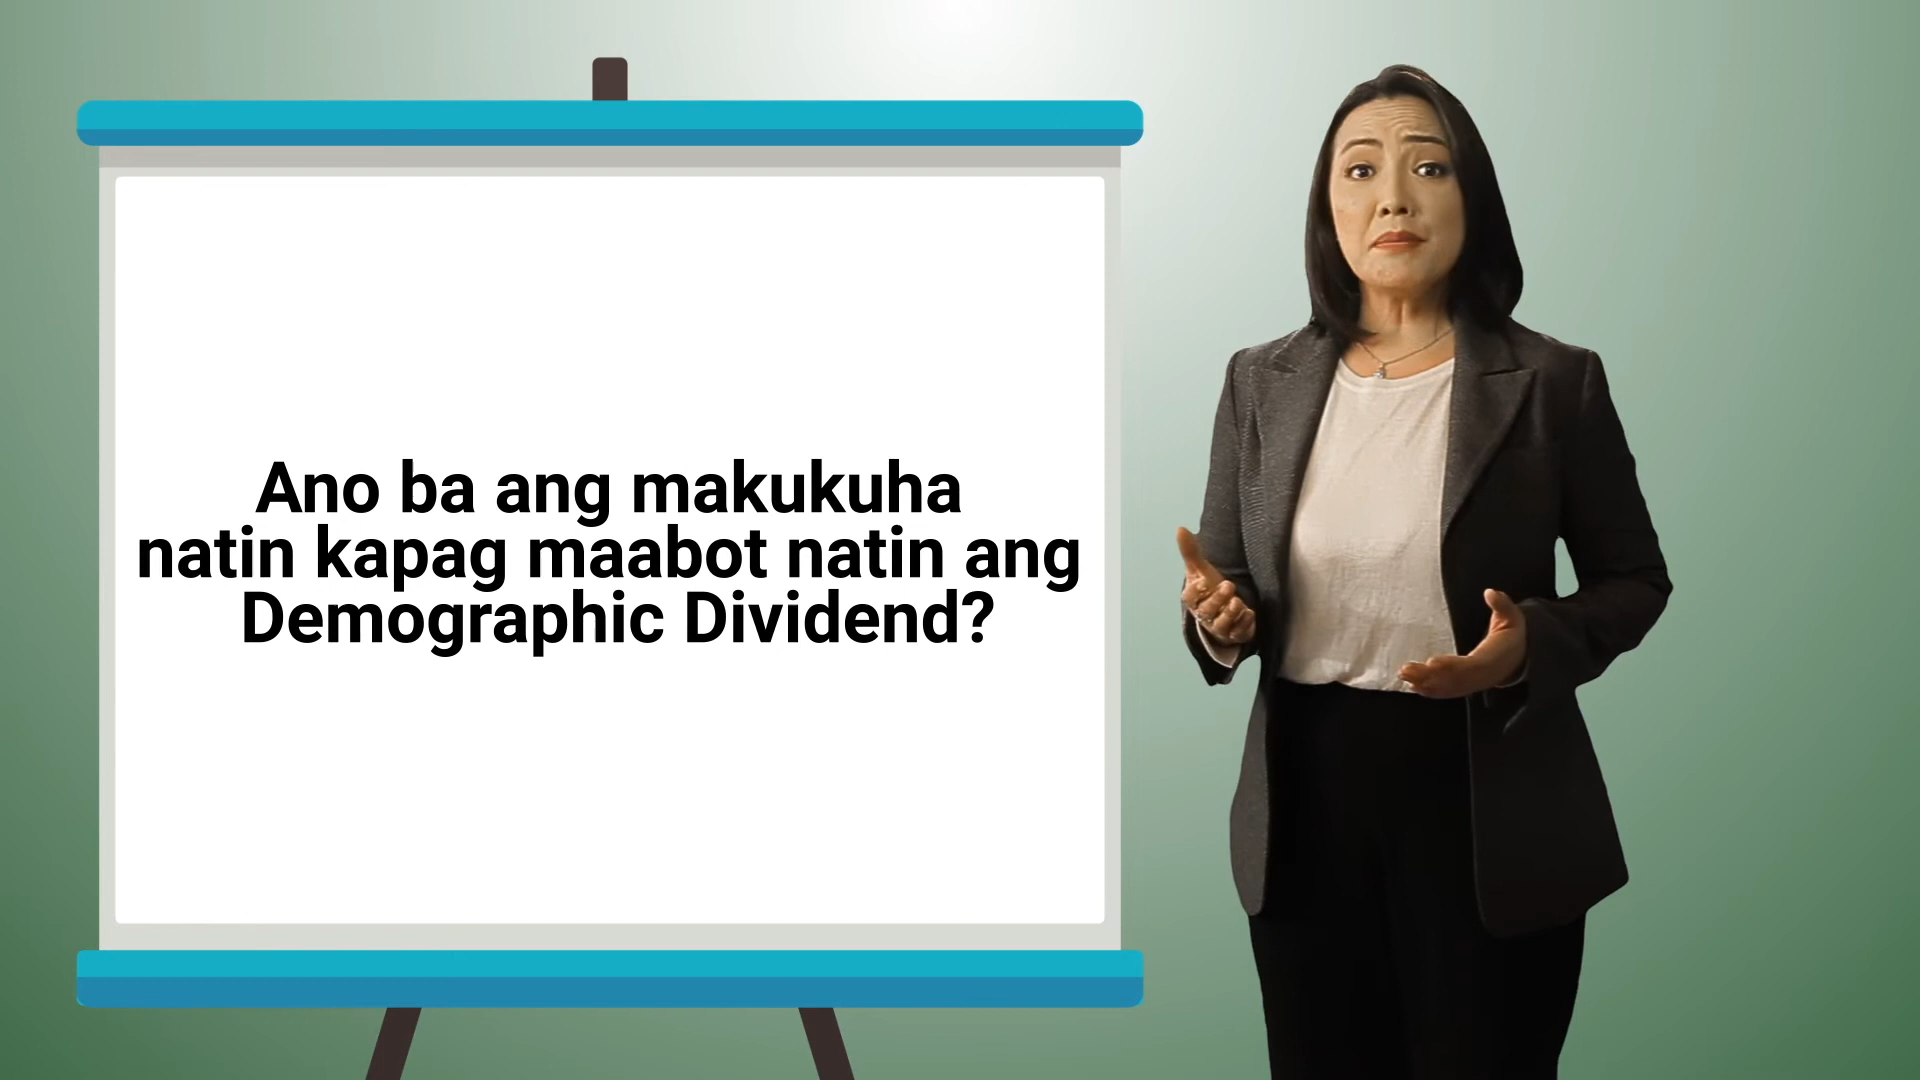 Ano ba ang makukuha
natin kapag maabot natin ang
Demographic Dividend?